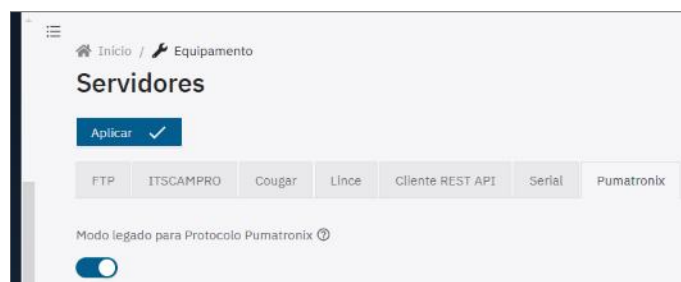 Início / Equipamento
Servidores
Aplicar
FTP ITSCAMPRO Cougar Lince Cliente REST API Serial Pumatronix
Modo legado para Protocolo Pumatronix ?